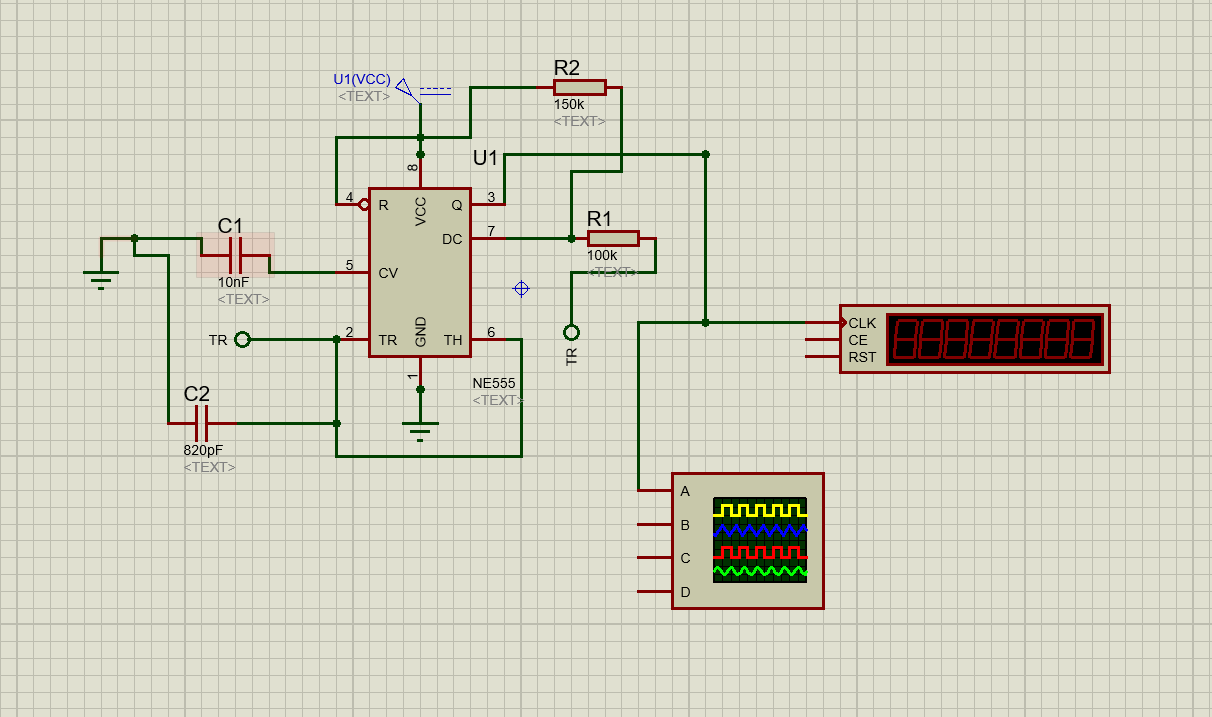 R2
U1(VCC)
<TEXT>
150k
<TEXT>
U1
8
4
R
VCC
Q
3
C1
R1
DC
7
100k
<TEXT>
5
CV
10nF
<TEXT>
2
TR
TR
GND
TH
6
TR
1
NE555
<TEXT>
C2
820pF
<TEXT>
CLK
CE
RST
88888888
A
B
C
D